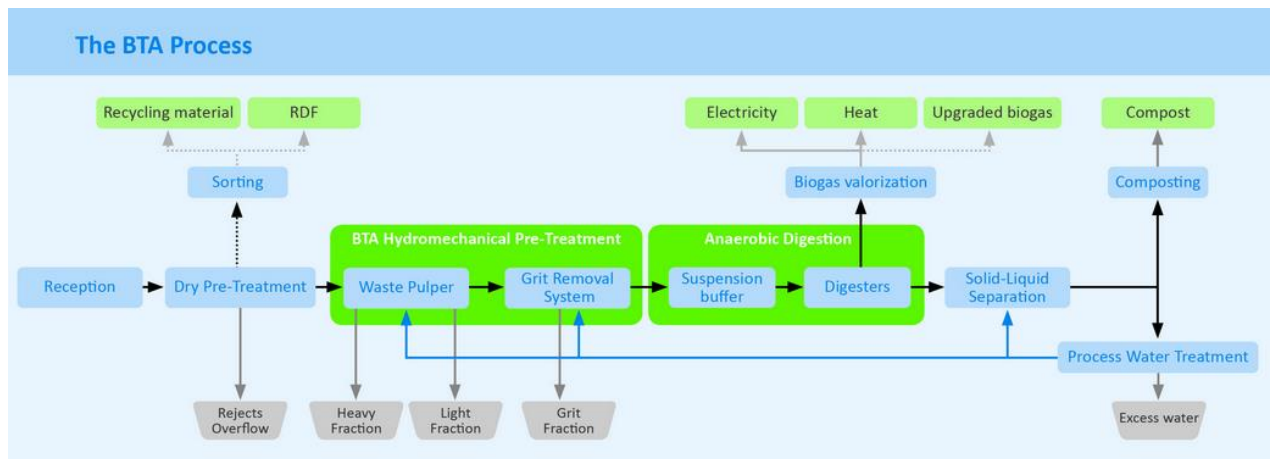 The BTA Process
Recycling material
RDF
Electricity
Heat
Upgraded biogas
Compost
Sorting
Biogas valorization
Composting
BTA Hydromechanical Pre-Treatment
Anaerobic Digestion
Reception
Dry Pre-Treatment
Waste Pulper
Grit Removal
System
Suspension
buffer
Digesters
Solid-Liquid
Separation
Process Water Treatment
Rejects
Overflow
Heavy
Fraction
Light
Fraction
Grit
Fraction
Excess water